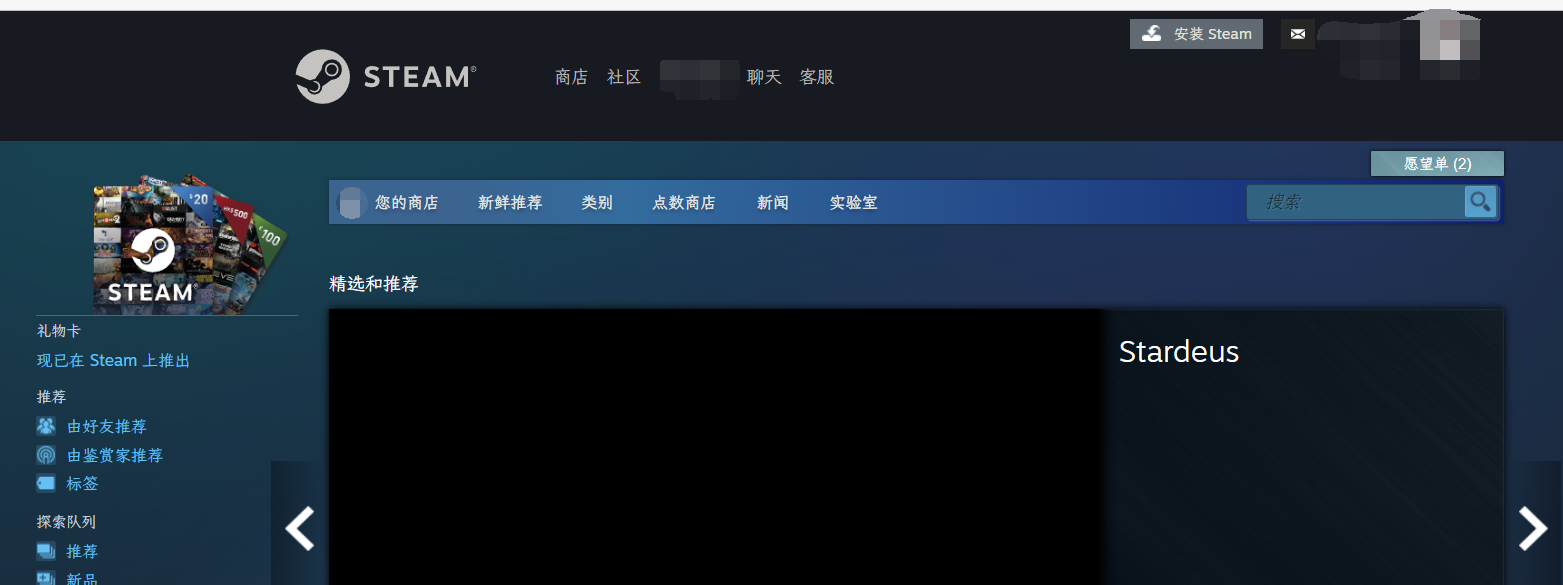 安装 Steam
STEAM®
商店 社区 聊天 客服
愿望单 (2)
您的商店 新鲜推荐 类别 点数商店 新闻 实验室 搜索
$20
HK$500
£100
STEAM
精选和推荐
Stardeus
礼物卡
现已在 Steam 上推出
推荐
由好友推荐
由鉴赏家推荐
标签
探索队列
推荐
新品